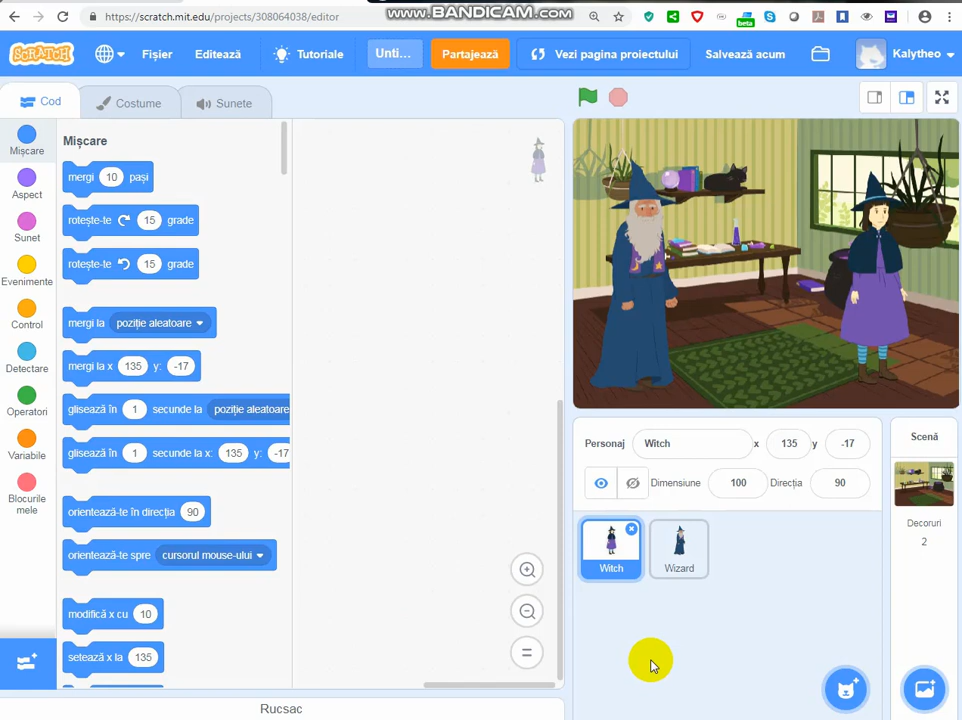 https://scratch.mit.edu/projects/308064038/editor
www.BANDICAM.com
beta
SCRATCH
Fișier
Editează
Tutoriale
Unti...
Partajează
Vezi pagina proiectului
Salvează acum
Kalytheo
Cod
Costume
Sunete
Mișcare
Aspect
Sunet
Evenimente
Control
Detectare
Operatori
Variabile
Blocurile mele
Mișcare
mergi 10 pași
rotește-te 15 grade
rotește-te 15 grade
mergi la poziție aleatoare
mergi la x 135 y: -17
glisează în 1 secunde la poziție aleatoare
glisează în 1 secunde la x: 135 y: -17
orientează-te în direcția 90
orientează-te spre cursorul mouse-ului
modifică x cu 10
setează x la 135
Personaj Witch x 135 y -17
Dimensiune 100 Direcția 90
Witch
Wizard
Scenă
Decoruri
2
Rucsac